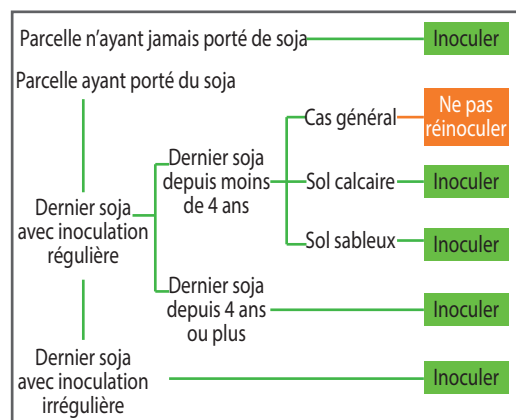 Parcelle n'ayant jamais porté de soja
Inoculer
Parcelle ayant porté du soja
Cas général
Ne pas
réinoculer
Dernier soja
depuis moins
de 4 ans
Sol calcaire
Inoculer
Dernier soja
avec inoculation
régulière
Sol sableux
Inoculer
Dernier soja
depuis 4 ans
ou plus
Inoculer
Dernier soja
avec inoculation
irrégulière
Inoculer